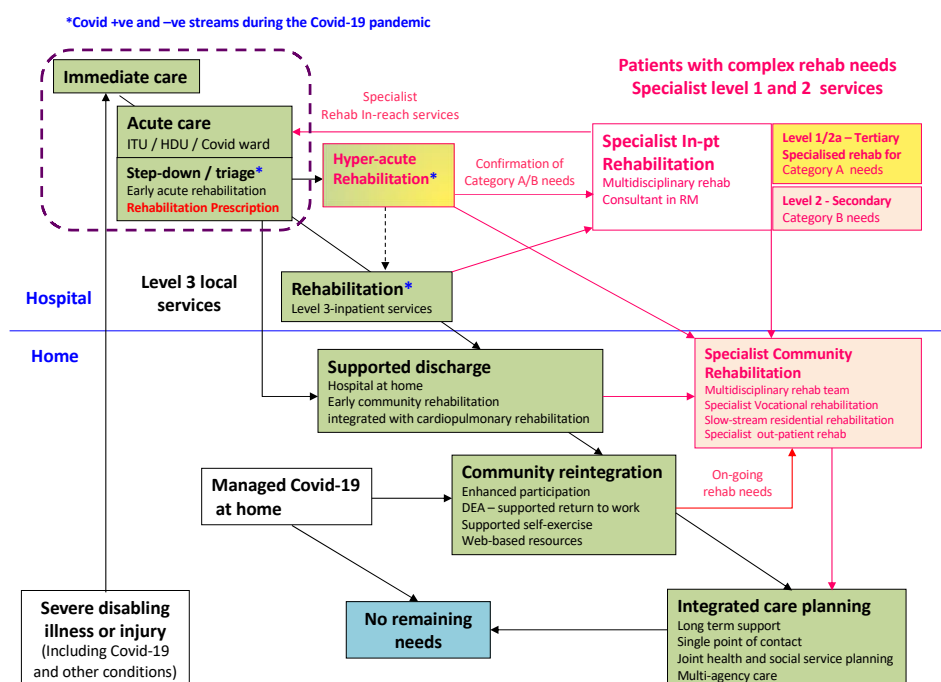 *Covid +ve and –ve streams during the Covid-19 pandemic
Immediate care
Acute care
ITU / HDU / Covid ward
Step-down / triage*
Early acute rehabilitation
Rehabilitation Prescription
Hyper-acute
Rehabilitation*
Specialist
Rehab In-reach services
Confirmation of
Category A/B needs
Patients with complex rehab needs
Specialist level 1 and 2 services
Specialist In-pt
Rehabilitation
Multidisciplinary rehab
Consultant in RM
Level 1/2a – Tertiary
Specialised rehab for
Category A needs
Level 2 - Secondary
Category B needs
Level 3 local
services
Rehabilitation*
Level 3-inpatient services
Hospital
Home
Supported discharge
Hospital at home
Early community rehabilitation
integrated with cardiopulmonary rehabilitation
Specialist Community
Rehabilitation
Multidisciplinary rehab team
Specialist Vocational rehabilitation
Slow-stream residential rehabilitation
Specialist out-patient rehab
Managed Covid-19
at home
Community reintegration
Enhanced participation
DEA – supported return to work
Supported self-exercise
Web-based resources
On-going
rehab needs
Severe disabling
illness or injury
(Including Covid-19
and other conditions)
No remaining
needs
Integrated care planning
Long term support
Single point of contact
Joint health and social service planning
Multi-agency care